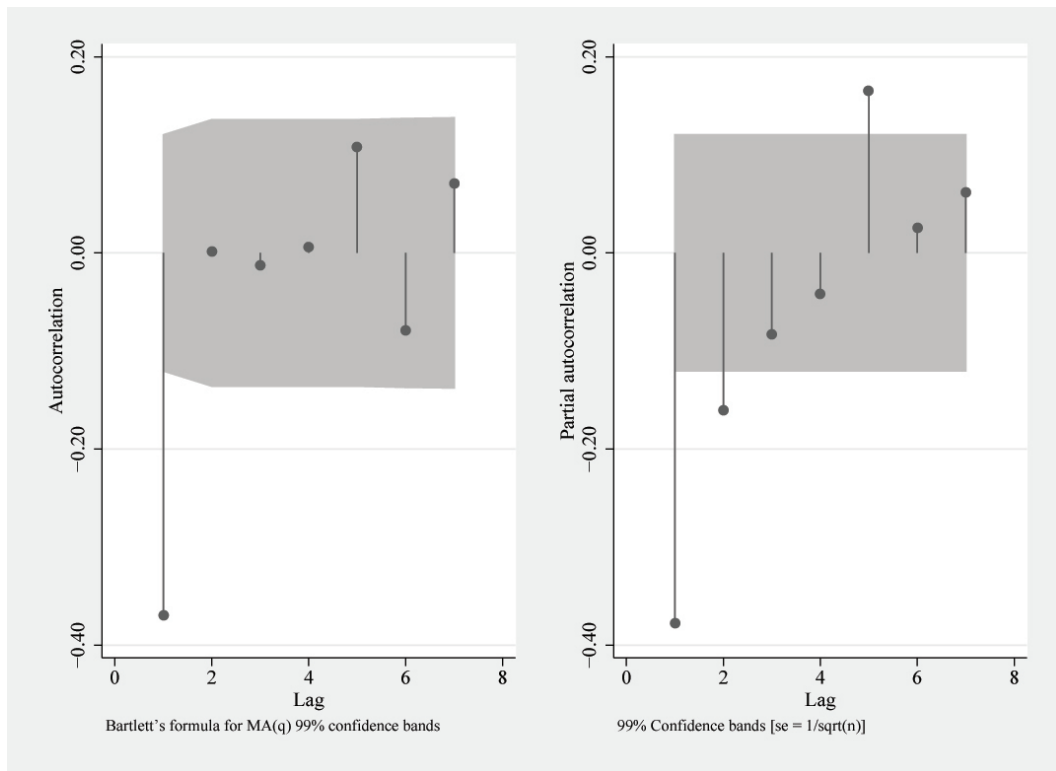 Autocorrelation
0.20
0.00
−0.20
−0.40
0 2 4 6 8
Lag
Bartlett’s formula for MA(q) 99% confidence bands
Partial autocorrelation
0.20
0.00
−0.20
−0.40
0 2 4 6 8
Lag
99% Confidence bands [se = 1/sqrt(n)]